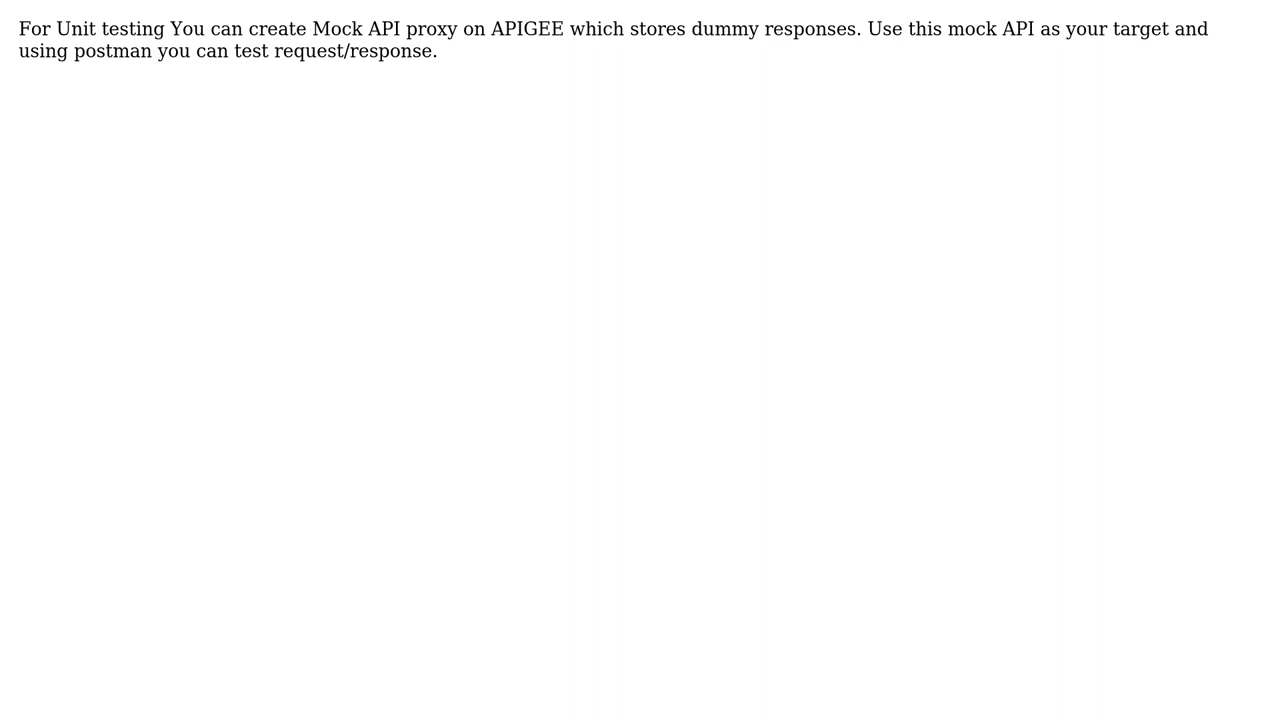 For Unit testing You can create Mock API proxy on APIGEE which stores dummy responses. Use this mock API as your target and
using postman you can test request/response.